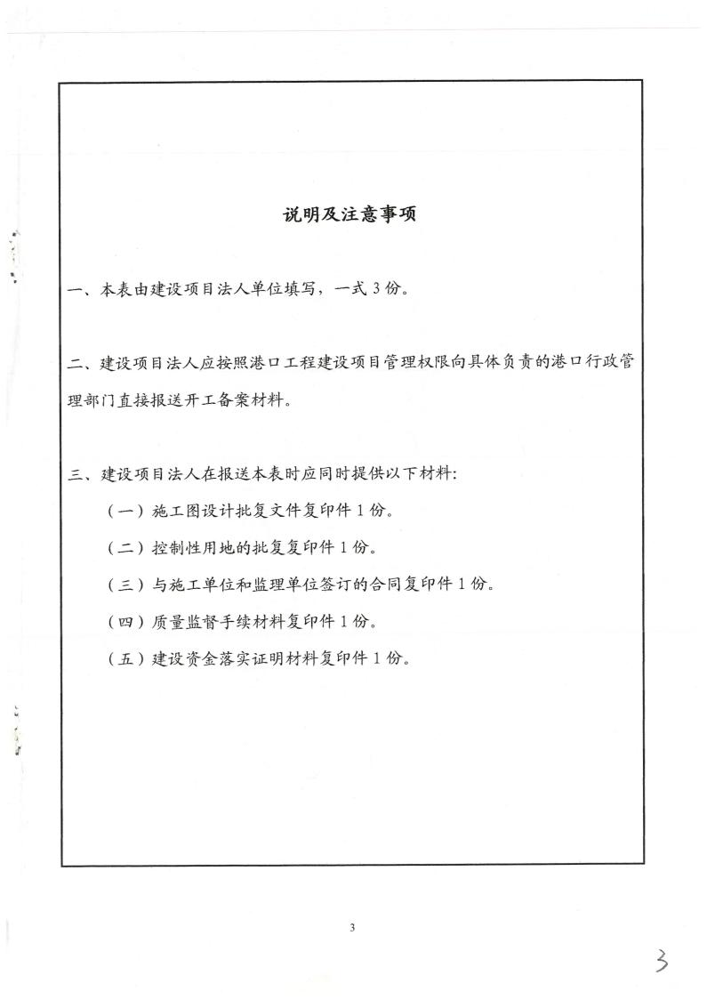 说明及注意事项
一、本表由建设项目法人单位填写，一式 3 份。
二、建设项目法人应按照港口工程建设项目管理权限向具体负责的港口行政管
理部门直接报送开工备案材料。
三、建设项目法人在报送本表时应同时提供以下材料：
（一）施工图设计批复文件复印件 1 份。
（二）控制性用地的批复复印件 1 份。
（三）与施工单位和监理单位签订的合同复印件 1 份。
（四）质量监督手续材料复印件 1 份。
（五）建设资金落实证明材料复印件 1 份。
3
3